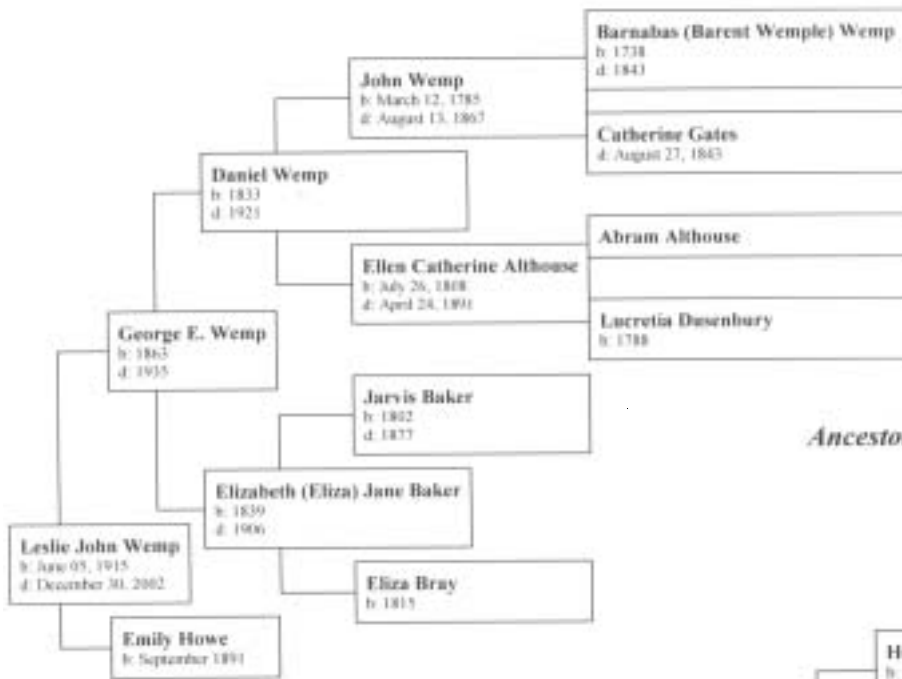 Barnabas (Barent Wemple) Wemp
b: 1738
d: 1843
John Wemp
b: March 12, 1785
d: August 13, 1867
Catherine Gates
d: August 27, 1843
Daniel Wemp
b: 1833
d: 1921
Abram Althouse
Ellen Catherine Althouse
b: July 26, 1808
d: April 24, 1891
Lucretia Dusenbury
b: 1788
George E. Wemp
b: 1863
d: 1935
Jarvis Baker
b: 1802
d: 1877
Ancesto
Elizabeth (Eliza) Jane Baker
b: 1839
d: 1906
Leslie John Wemp
b: June 05, 1915
d: December 30, 2002
Eliza Bray
b: 1815
Emily Howe
b: September 1891
H
b: